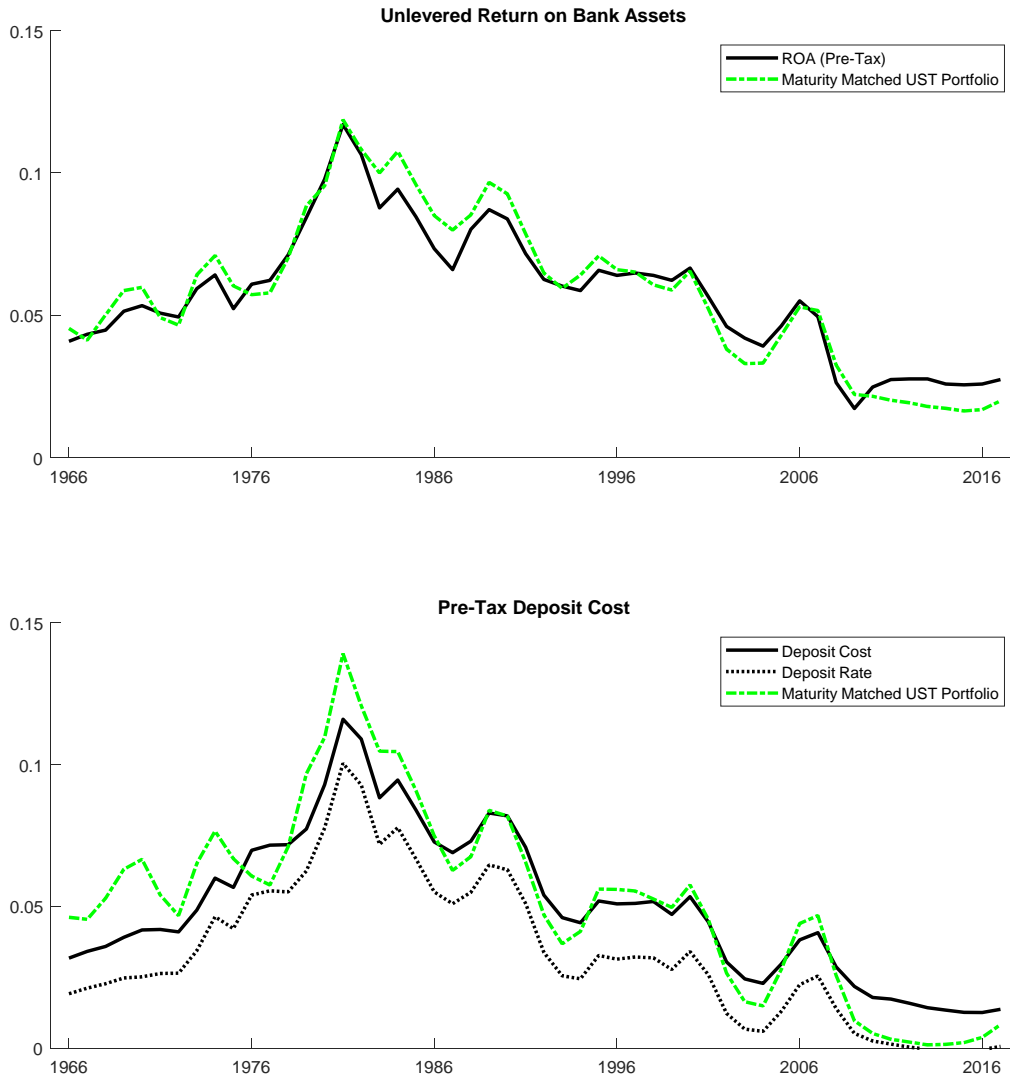 Unlevered Return on Bank Assets
0.15
ROA (Pre-Tax)
Maturity Matched UST Portfolio
0.1
0.05
0
1966 1976 1986 1996 2006 2016
Pre-Tax Deposit Cost
0.15
Deposit Cost
Deposit Rate
Maturity Matched UST Portfolio
0.1
0.05
0
1966 1976 1986 1996 2006 2016